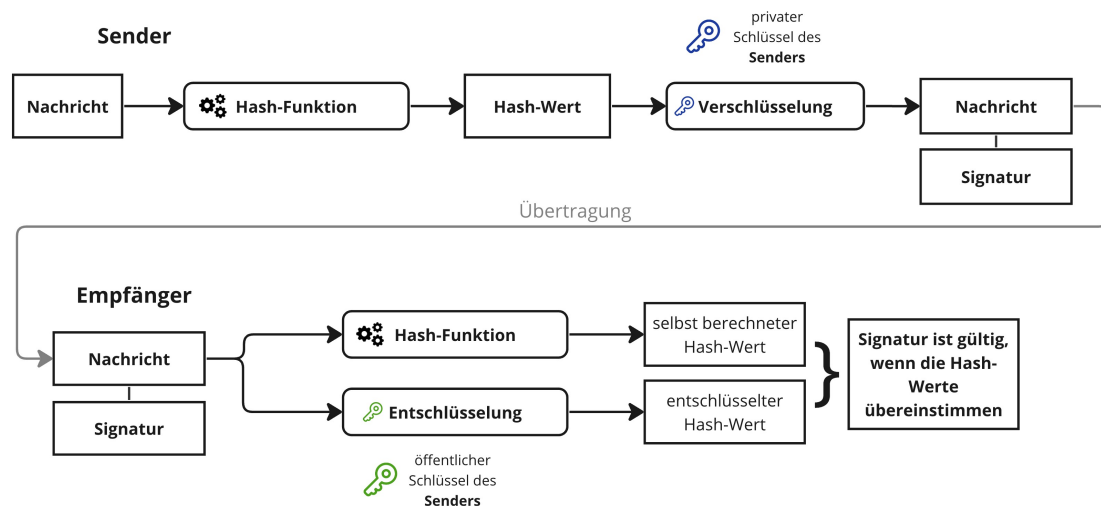 Sender
privater
Schlüssel des
Senders
Nachricht
Hash-Funktion
Hash-Wert
Verschlüsselung
Nachricht
Signatur
Übertragung
Empfänger
Nachricht
Signatur
Hash-Funktion
selbst berechneter
Hash-Wert
Entschlüsselung
entschlüsselter
Hash-Wert
Signatur ist gültig,
wenn die Hash-
Werte
übereinstimmen
öffentlicher
Schlüssel des
Senders